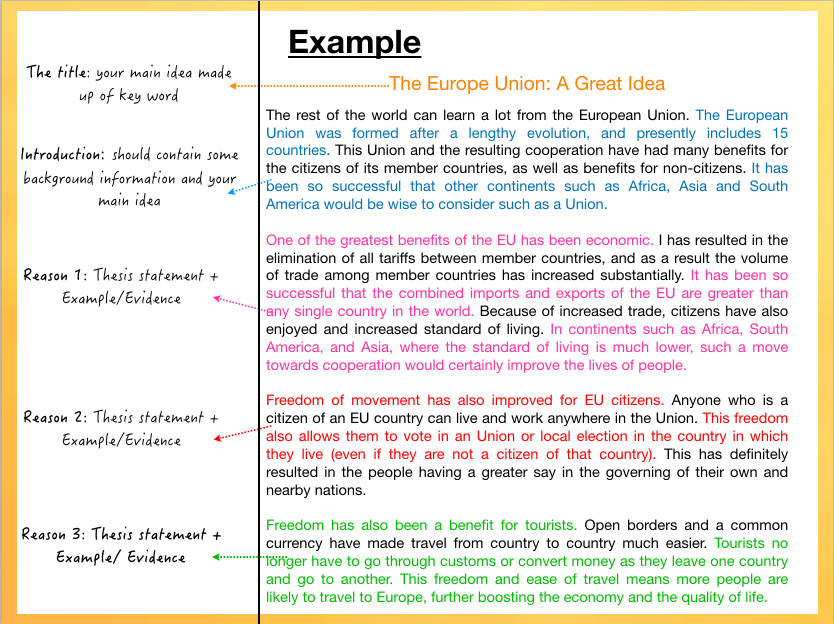 Example
The title: your main idea made
up of key word
The Europe Union: A Great Idea
Introduction: should contain some
background information and your
main idea
The rest of the world can learn a lot from the European Union. The European
Union was formed after a lengthy evolution, and presently includes 15
countries. This Union and the resulting cooperation have had many benefits for
the citizens of its member countries, as well as benefits for non-citizens. It has
been so successful that other continents such as Africa, Asia and South
America would be wise to consider such as a Union.
Reason 1: Thesis statement +
Example/Evidence
One of the greatest benefits of the EU has been economic. I has resulted in the
elimination of all tariffs between member countries, and as a result the volume
of trade among member countries has increased substantially. It has been so
successful that the combined imports and exports of the EU are greater than
any single country in the world. Because of increased trade, citizens have also
enjoyed and increased standard of living. In continents such as Africa, South
America, and Asia, where the standard of living is much lower, such a move
towards cooperation would certainly improve the lives of people.
Reason 2: Thesis statement +
Example/Evidence
Freedom of movement has also improved for EU citizens. Anyone who is a
citizen of an EU country can live and work anywhere in the Union. This freedom
also allows them to vote in an Union or local election in the country in which
they live (even if they are not a citizen of that country). This has definitely
resulted in the people having a greater say in the governing of their own and
nearby nations.
Reason 3: Thesis statement +
Example/ Evidence
Freedom has also been a benefit for tourists. Open borders and a common
currency have made travel from country to country much easier. Tourists no
longer have to go through customs or convert money as they leave one country
and go to another. This freedom and ease of travel means more people are
likely to travel to Europe, further boosting the economy and the quality of life.